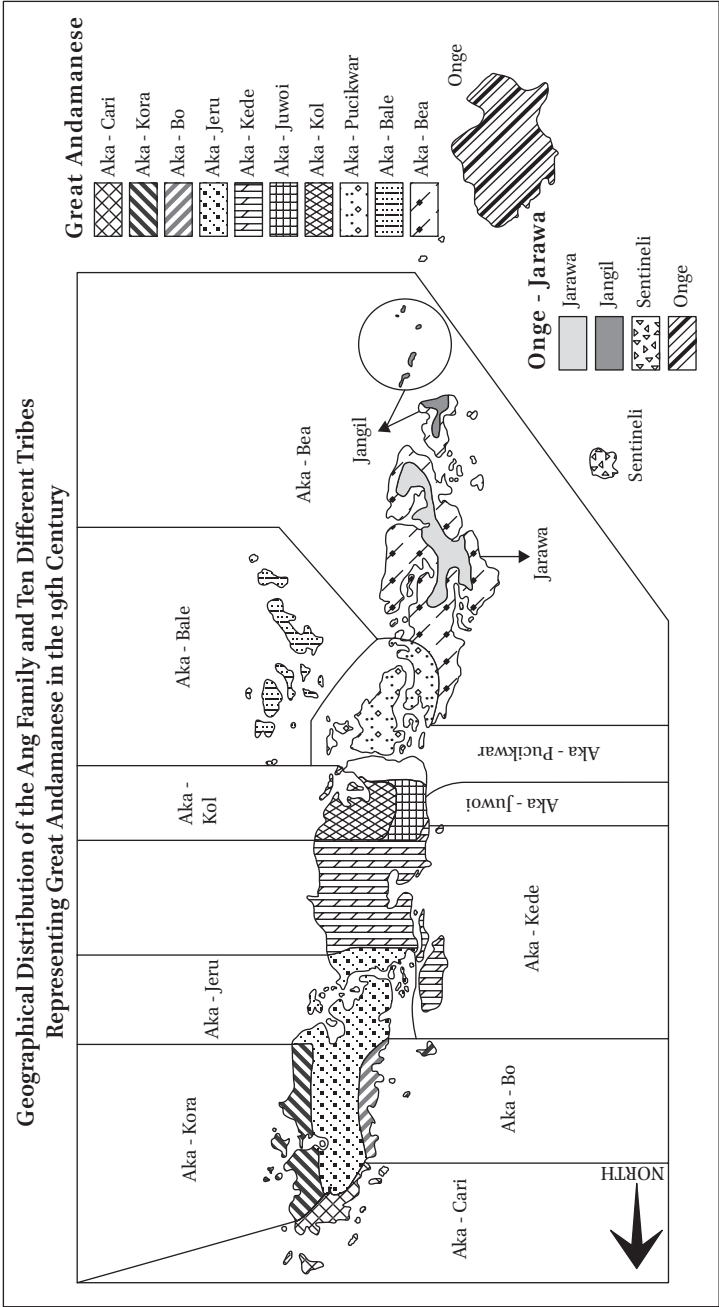 Geographical Distribution of the Ang Family and Ten Different Tribes
Representing Great Andamanese in the 19th Century
Great Andamanese
Aka - Cari
Aka - Kora
Aka - Bo
Aka - Jeru
Aka - Kede
Aka - Juwoi
Aka - Kol
Aka - Pucikwar
Aka - Bale
Aka - Bea
Onge
Onge - Jarawa
Jarawa
Jangil
Sentineli
Onge
Aka - Kora
Aka - Jeru
Aka -
Kol
Aka - Bale
Aka - Bea
Jangil
Jarawa
Sentineli
Aka - Cari
Aka - Bo
Aka - Kede
Aka - Juwoi
Aka - Pucikwar
NORTH